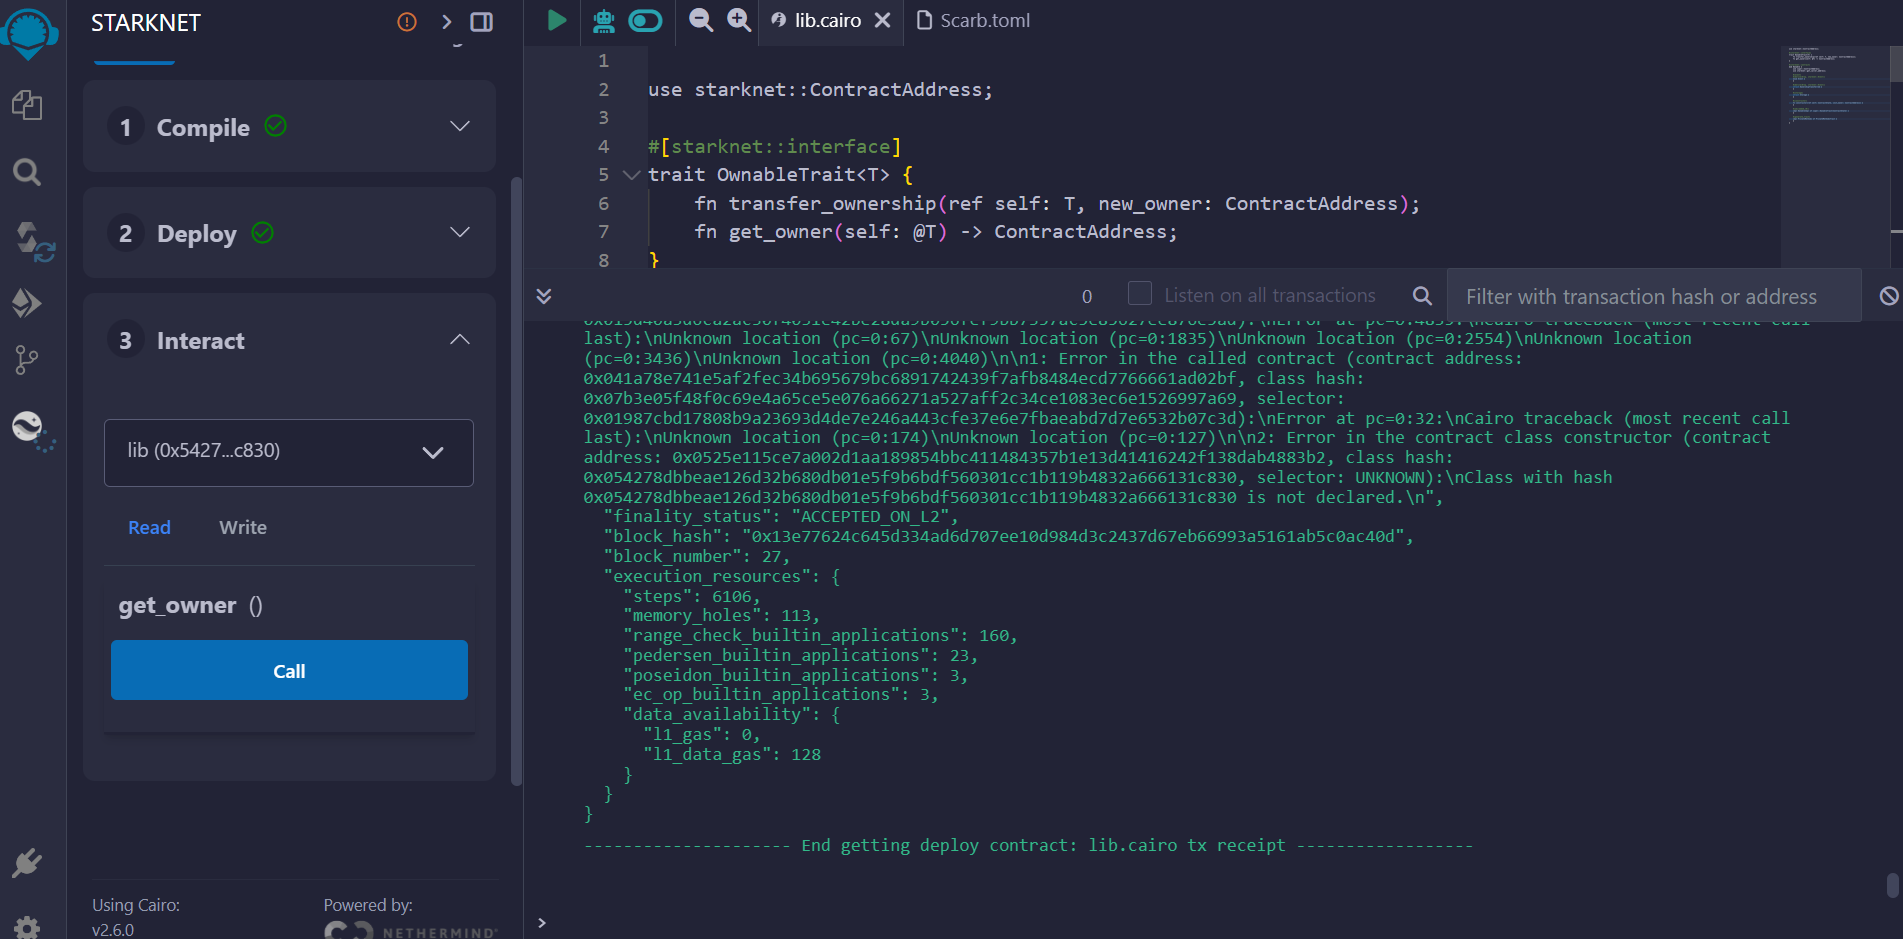 STARKNET
1 Compile
2 Deploy
3 Interact
lib (0x5427...c830)
Read Write
get_owner ()
Call
Using Cairo:
v2.6.0
Powered by:
NETHERMIND
lib.cairo
Scarb.toml
1
2 use starknet::ContractAddress;
3
4 #[starknet::interface]
5 trait OwnableTrait<T> {
6 fn transfer_ownership(ref self: T, new_owner: ContractAddress);
7 fn get_owner(self: @T) -> ContractAddress;
8 }
0 Listen on all transactions Filter with transaction hash or address
last):\nUnknown location (pc=0:67)\nUnknown location (pc=0:1835)\nUnknown location (pc=0:2554)\nUnknown location
(pc=0:3436)\nUnknown location (pc=0:4040)\n\n1: Error in the called contract (contract address:
0x041a78e741e5af2fec34b695679bc6891742439f7afb8484ecd7766661ad02bf, class hash:
0x07b3e05f48f0c69e4a65ce5e076a66271a527aff2c34ce1083ec6e1526997a69, selector:
0x01987cbd17808b9a23693d4de7e246a443cfe37e6e7fbaeabd7d7e6532b07c3d):\nError at pc=0:32:\nCairo traceback (most recent call
last):\nUnknown location (pc=0:174)\nUnknown location (pc=0:127)\n\n2: Error in the contract class constructor (contract
address: 0x0525e115ce7a002d1aa189854bbc411484357b1e13d41416242f138dab4883b2, class hash:
0x054278dbbeae126d32b680db01e5f9b6bdf560301cc1b119b4832a666131c830, selector: UNKNOWN):\nClass with hash
0x054278dbbeae126d32b680db01e5f9b6bdf560301cc1b119b4832a666131c830 is not declared.\n",
"finality_status": "ACCEPTED_ON_L2",
"block_hash": "0x13e77624c645d334ad6d707ee10d984d3c2437d67eb66993a5161ab5c0ac40d",
"block_number": 27,
"execution_resources": {
"steps": 6106,
"memory_holes": 113,
"range_check_builtin_applications": 160,
"pedersen_builtin_applications": 23,
"poseidon_builtin_applications": 3,
"ec_op_builtin_applications": 3,
"data_availability": {
"l1_gas": 0,
"l1_data_gas": 128
}
}
}
---------------------- End getting deploy contract: lib.cairo tx receipt -------------------
>